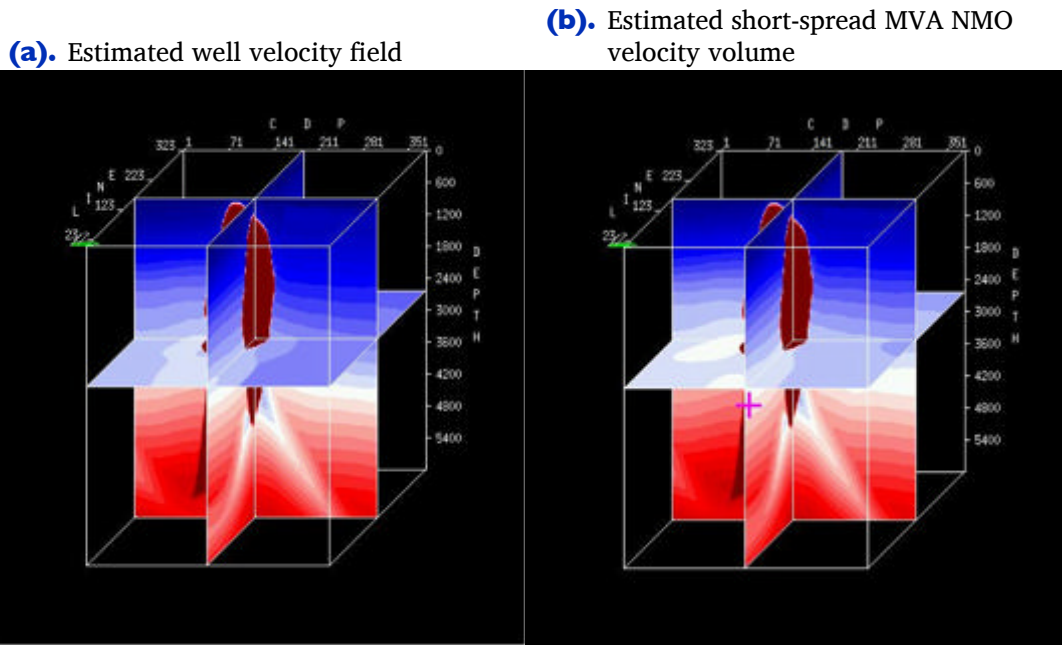 (a). Estimated well velocity field
(b). Estimated short-spread MVA NMO
velocity volume
C D P
323 1 71 141 211 281 351
L I N E
223
123
23
0
600
1200
1800
2400
3000
3600
4200
4800
5400
D E P T H
C D P
323 1 71 141 211 281 351
L I N E
223
123
23
0
600
1200
1800
2400
3000
3600
4200
4800
5400
D E P T H